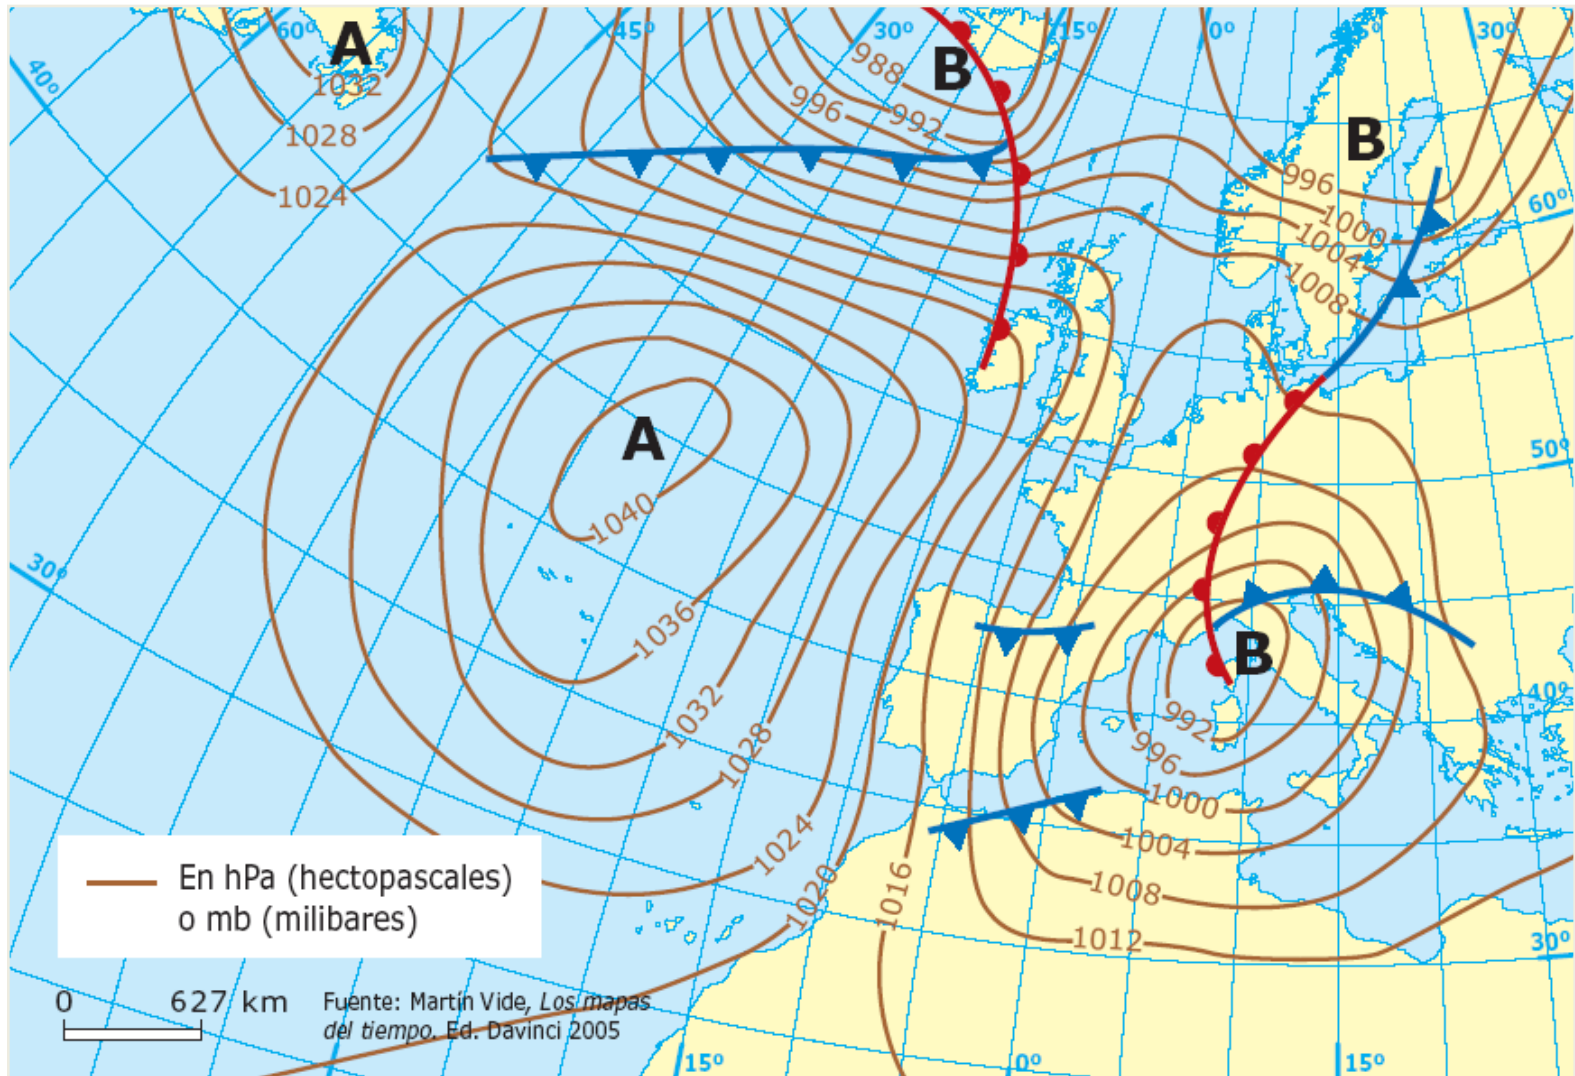 60º
A
45º
30º
B
15º
0º
15º
30º
40º
1032
988
996
992
1028
B
1024
996
1000
1004
1008
60º
A
50º
1040
30º
1036
B
40º
1032
992
1028
996
1000
1024
1004
1020
1016
1008
1012
30º
En hPa (hectopascales)
o mb (milibares)
0 627 km
Fuente: Martín Vide, Los mapas
del tiempo. Ed. Davinci 2005
15º
0º
15º